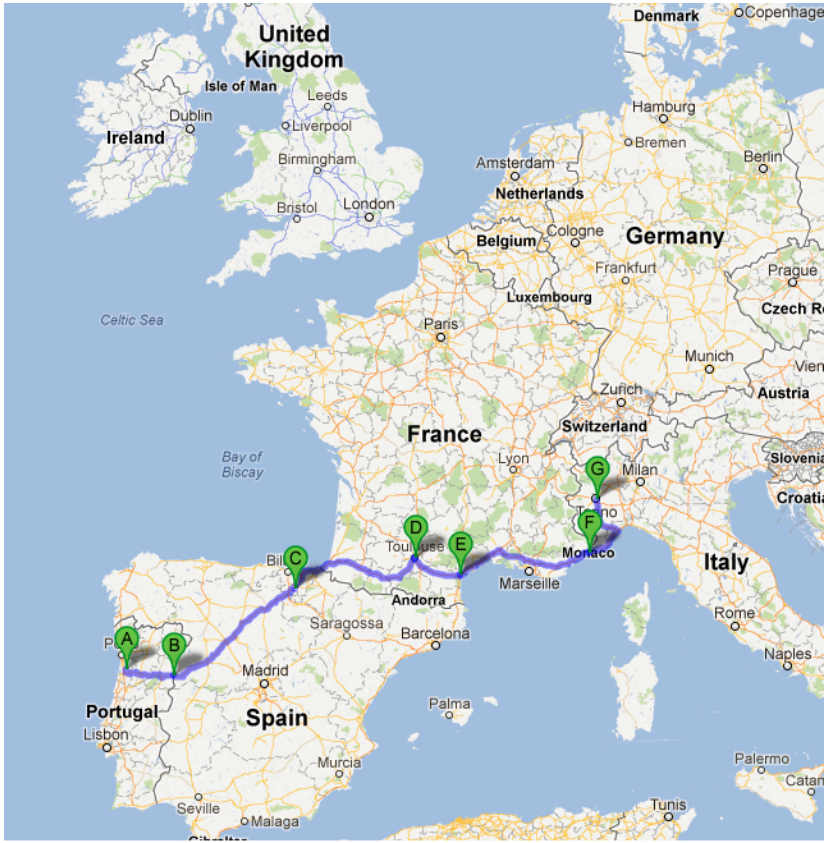 Denmark
Copenhage
United
Kingdom
Isle of Man
Leeds
Hamburg
Dublin
Liverpool
Ireland
Bremen
Birmingham
Amsterdam
Berlin
Netherlands
Bristol
London
Belgium
Cologne
Germany
Frankfurt
Prague
Luxembourg
Czech Re
Celtic Sea
Paris
Munich
Vien
Zurich
Austria
Switzerland
France
Bay of
Biscay
Lyon
Slovenia
G
Milan
Croatia
D
F
Toulouse
E
Monaco
C
Bil
Italy
Marseille
Andorra
Rome
Saragossa
A
Barcelona
B
P
Naples
Madrid
Portugal
Spain
Palma
Lisbon
Palermo
Murcia
Catan
Seville
Malaga
Tunis
Gibraltar